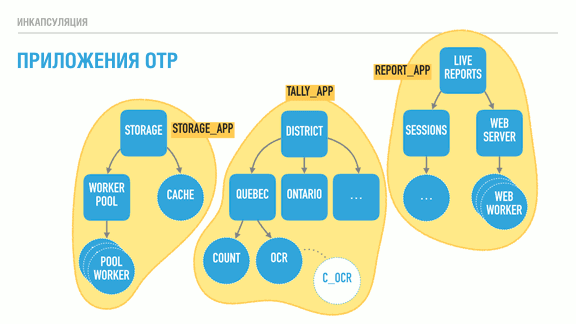 ИНКАПСУЛЯЦИЯ
ПРИЛОЖЕНИЯ OTP
STORAGE_APP
STORAGE
WORKER
POOL
CACHE
POOL
WORKER
TALLY_APP
DISTRICT
QUEBEC
ONTARIO
...
COUNT
OCR
C_OCR
REPORT_APP
LIVE
REPORTS
SESSIONS
WEB
SERVER
...
WEB
WORKER